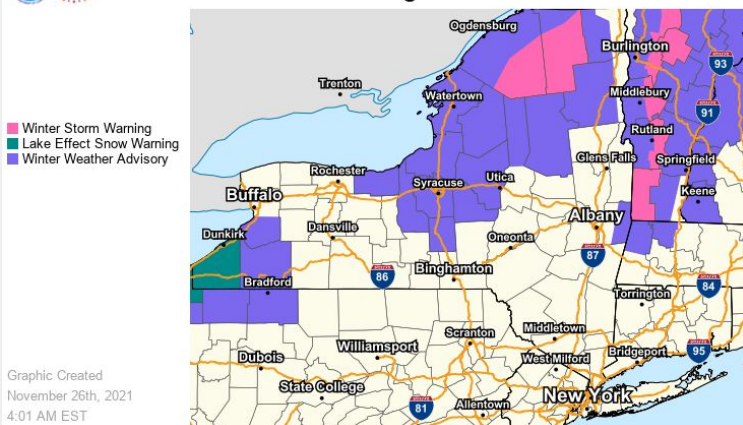 Ogdensburg
Burlington
93
Trenton
Middlebury
Watertown
91
Winter Storm Warning
Lake Effect Snow Warning
Winter Weather Advisory
Rutland
Glens Falls
Springfield
Rochester
Syracuse
Utica
Keene
Buffalo
Albany
Dunkirk
Dansville
Oneonta
87
Binghamton
86
Bradford
84
Torrington
Scranton
Middletown
Williamsport
Bridgeport
95
Dubois
West Milford
Graphic Created
November 26th, 2021
4:01 AM EST
State College
New York
81
Allentown